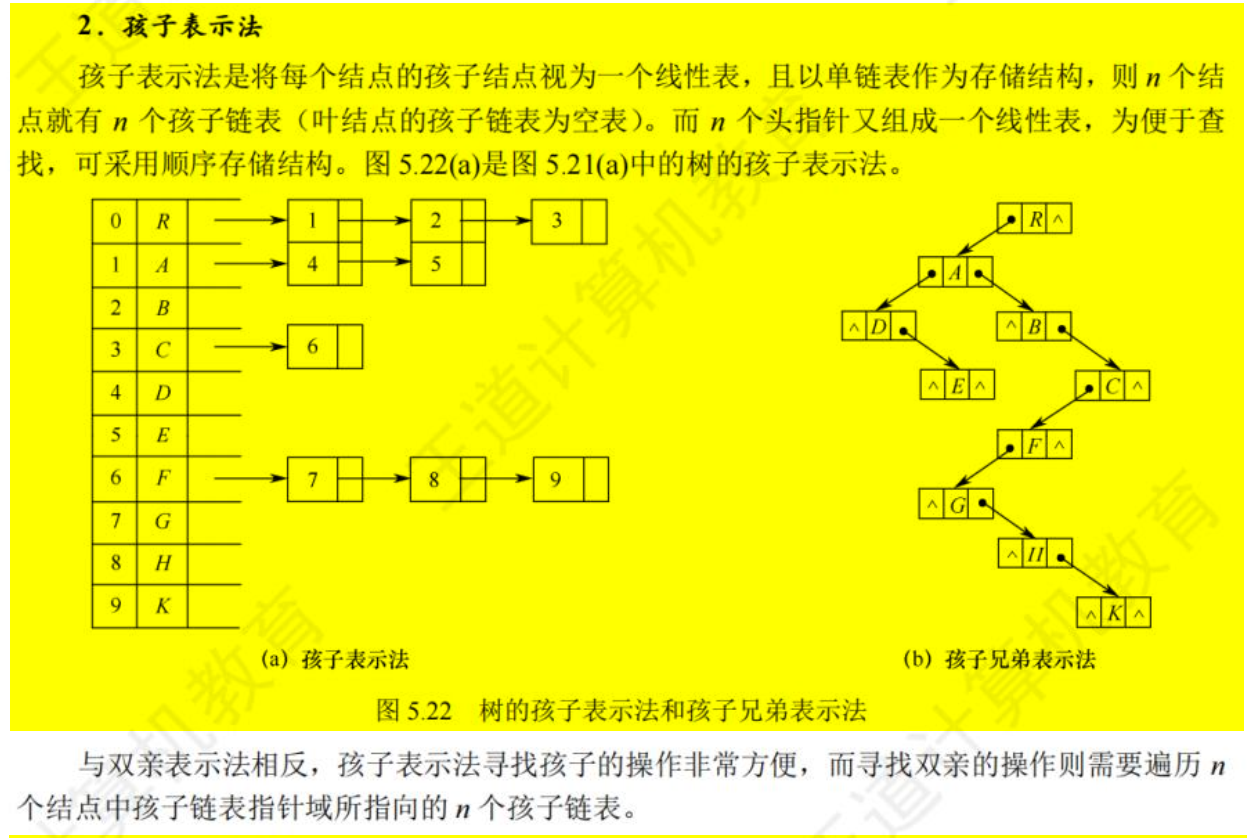 2．孩子表示法
孩子表示法是将每个结点的孩子结点视为一个线性表，且以单链表作为存储结构，则 n 个结
点就有 n 个孩子链表（叶结点的孩子链表为空表）。而 n 个头指针又组成一个线性表，为便于查
找，可采用顺序存储结构。图 5.22(a)是图 5.21(a)中的树的孩子表示法。
0 R 1 2 3
1 A 4 5
2 B
3 C 6
4 D
5 E
6 F 7 8 9
7 G
8 H
9 K
R ∧
A
∧ D
∧ B
∧ E ∧
C ∧
F ∧
∧ G
∧ H
∧ K ∧
(a) 孩子表示法
(b) 孩子兄弟表示法
图 5.22 树的孩子表示法和孩子兄弟表示法
与双亲表示法相反，孩子表示法寻找孩子的操作非常方便，而寻找双亲的操作则需要遍历 n
个结点中孩子链表指针域所指向的 n 个孩子链表。
王道计算机教育